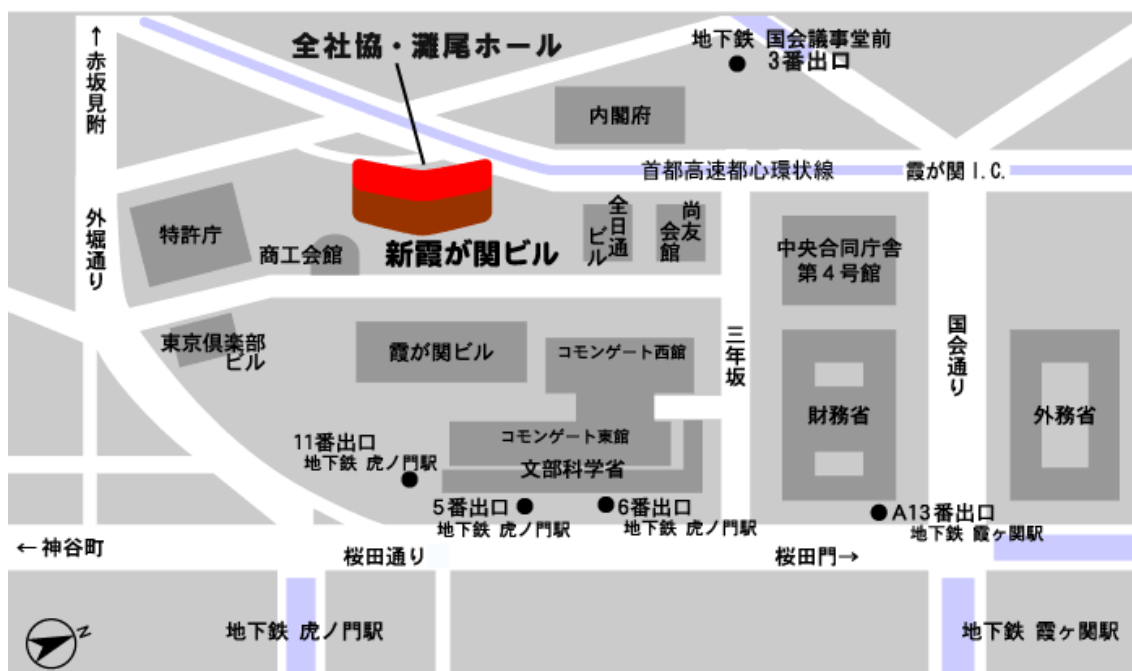 全社協・灘尾ホール
地下鉄 国会議事堂前
3番出口
↑赤坂見附
内閣府
首都高速都心環状線
霞が関 I.C.
外堀通り
特許庁
商工会館
新霞が関ビル
全日通
ビル
尚友
会館
中央合同庁舎
第4号館
東京倶楽部
ビル
霞が関ビル
コモンゲート西館
三年坂
国会通り
財務省
外務省
コモンゲート東館
文部科学省
11番出口
地下鉄 虎ノ門駅
5番出口
地下鉄 虎ノ門駅
6番出口
地下鉄 虎ノ門駅
A13番出口
地下鉄 霞ヶ関駅
←神谷町
桜田通り
桜田門→
地下鉄 虎ノ門駅
地下鉄 霞ヶ関駅
N